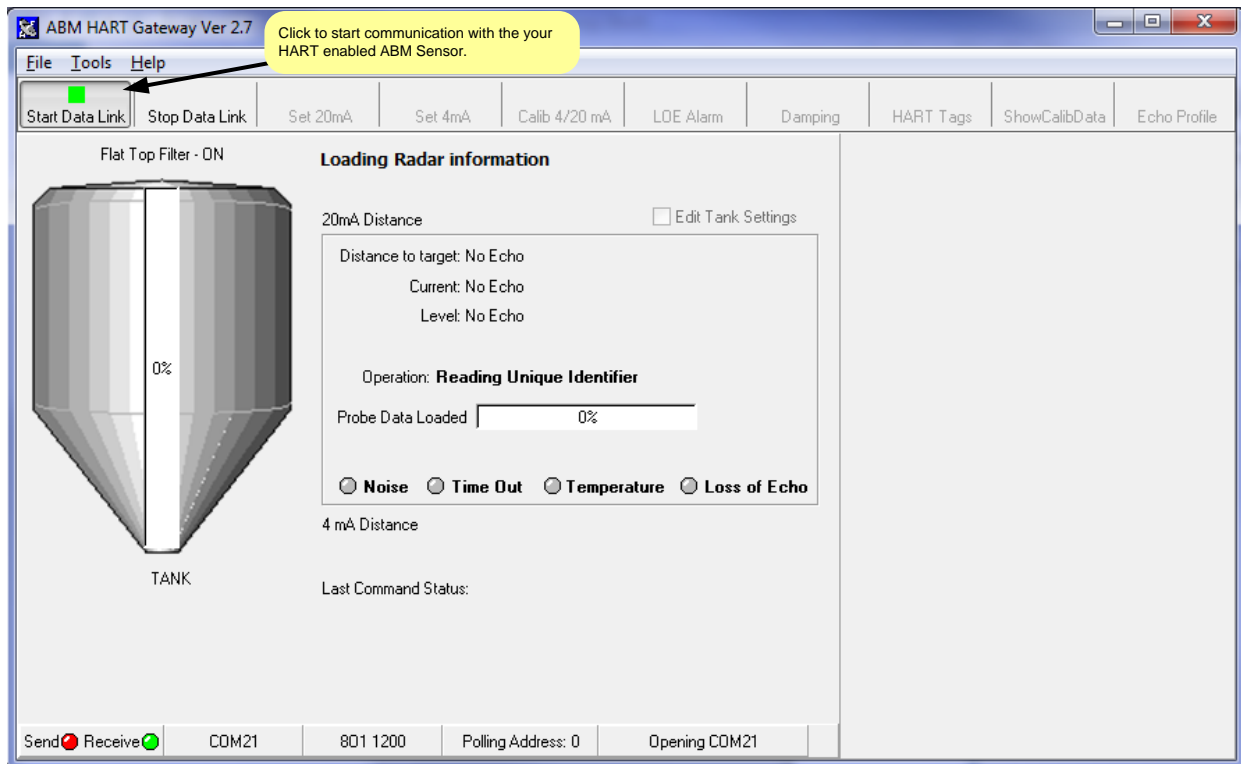 ABM HART Gateway Ver 2.7
Click to start communication with the your
HART enabled ABM Sensor.
File Tools Help
Start Data Link Stop Data Link Set 20mA Set 4mA Calib 4/20 mA LOE Alarm Damping HART Tags ShowCalibData Echo Profile
Flat Top Filter - ON
Loading Radar information
20mA Distance
Edit Tank Settings
Distance to target: No Echo
Current: No Echo
Level: No Echo
0%
Operation: Reading Unique Identifier
Probe Data Loaded 0%
Noise Time Out Temperature Loss of Echo
4 mA Distance
TANK
Last Command Status:
Send Receive COM21 8O1 1200 Polling Address: 0 Opening COM21